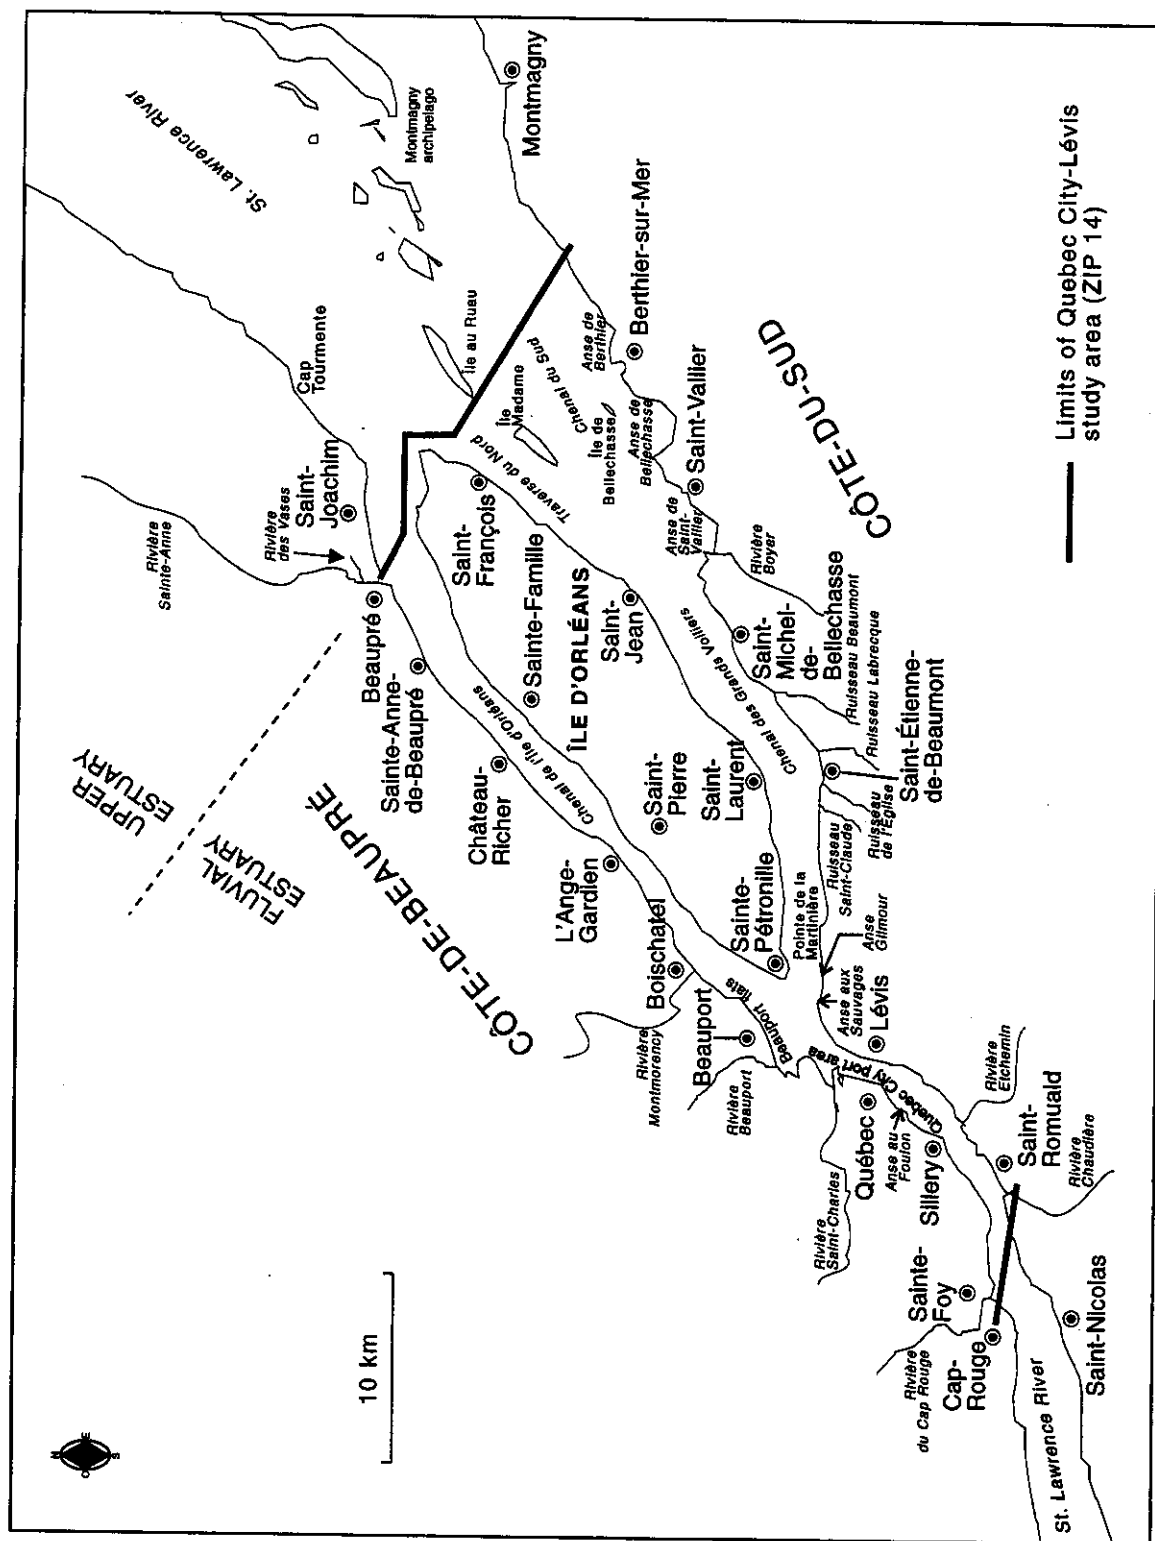 N
O
E
S
10 km
UPPER
ESTUARY
FLUVIAL
ESTUARY
St. Lawrence River
Montmagny
archipelago
Montmagny
Cap
Tourmente
Île au Ruau
Île
Madame
Chenal du Sud
Île de
Bellechasse
Traverse du Nord
Anse de
Berthier
Berthier-sur-Mer
Anse de
Bellechasse
Saint-Vallier
Anse de
Saint-
Vallier
CÔTE-DU-SUD
Rivière
Sainte-Anne
Rivière
des Vases
Saint-
Joachim
Beaupré
Sainte-Anne-
de-Beaupré
CÔTE-DE-BEAUPRÉ
Château-
Richer
L'Ange-
Gardien
Boischatel
Rivière
Montmorency
Beauport
Rivière
Beauport
Beauport flats
Chenal de l'Île d'Orléans
Saint-
François
Sainte-Famille
ÎLE D'ORLÉANS
Saint-
Jean
Saint-
Pierre
Saint-
Laurent
Sainte-
Pétronille
Chenal des Grands Voiliers
Rivière
Boyer
Saint-
Michel-
de-
Bellechasse
Ruisseau Beaumont
Ruisseau Labrecque
Saint-Étienne-
de-Beaumont
Ruisseau
de l'Église
Ruisseau
Saint-Claude
Pointe de la
Martinière
Anse
Gilmour
Anse aux
Sauvages
Lévis
Quebec City port area
Rivière
Saint-Charles
Québec
Anse au
Foulon
Sillery
Rivière
Etchemin
Saint-
Romuald
Rivière
Chaudière
Sainte-
Foy
Rivière
du Cap Rouge
Cap-
Rouge
St. Lawrence River
Saint-Nicolas
Limits of Quebec City-Lévis
study area (ZIP 14)